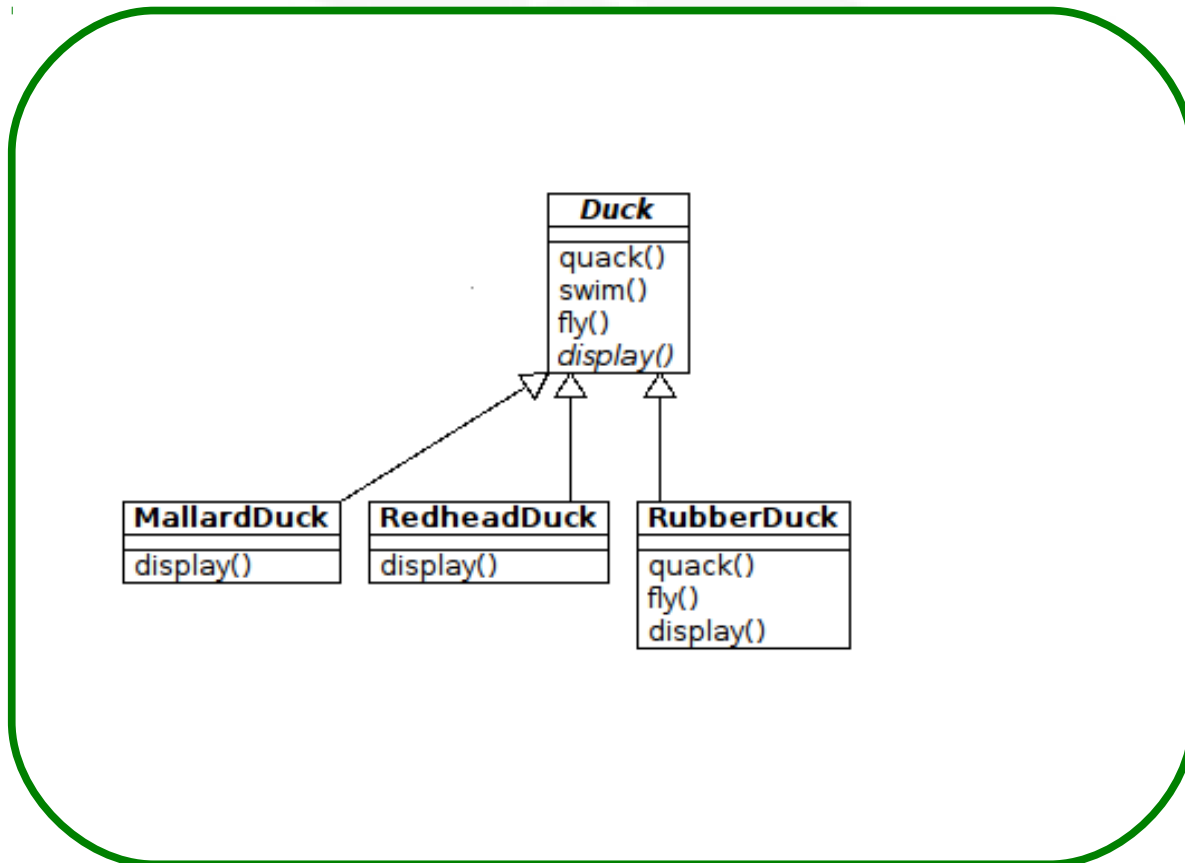 Duck
quack()
swim()
fly()
display()
MallardDuck
display()
RedheadDuck
display()
RubberDuck
quack()
fly()
display()